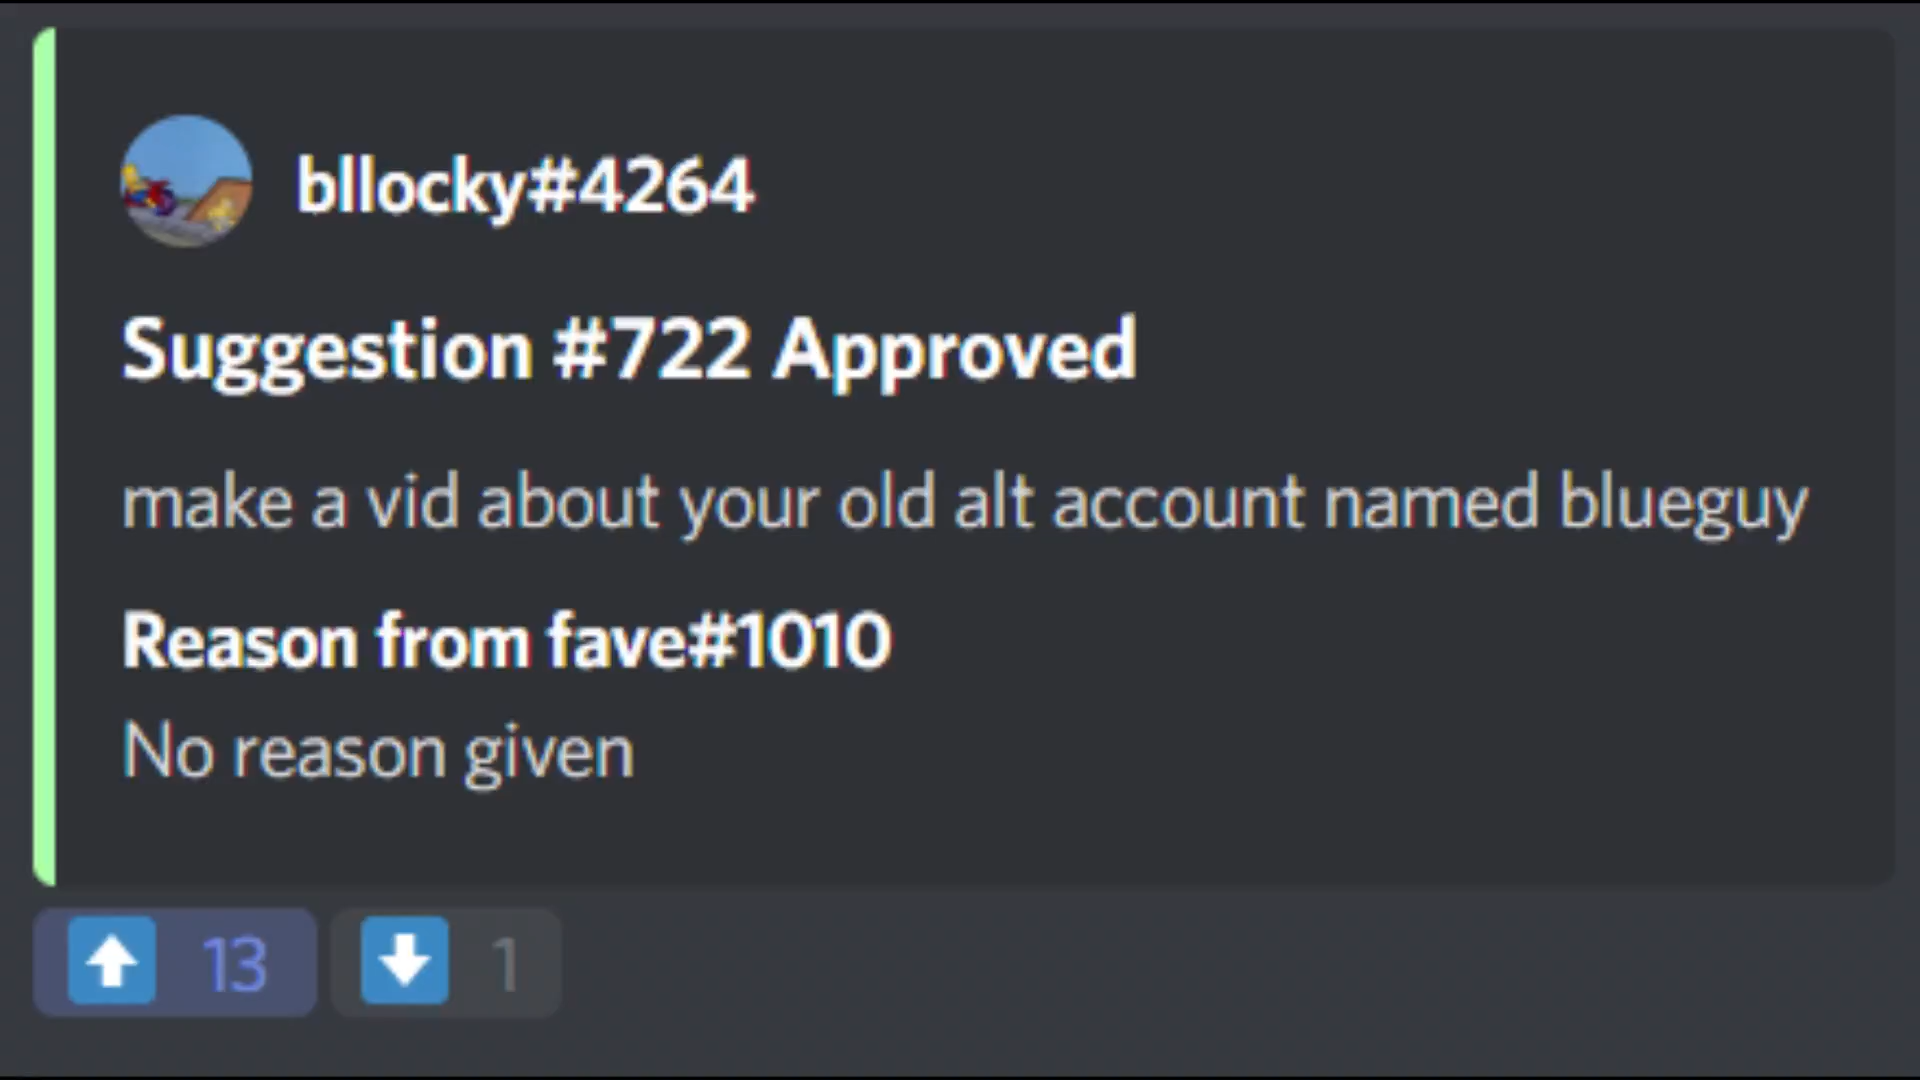 bllocky#4264
Suggestion #722 Approved
make a vid about your old alt account named blueguy
Reason from fave#1010
No reason given
13 1